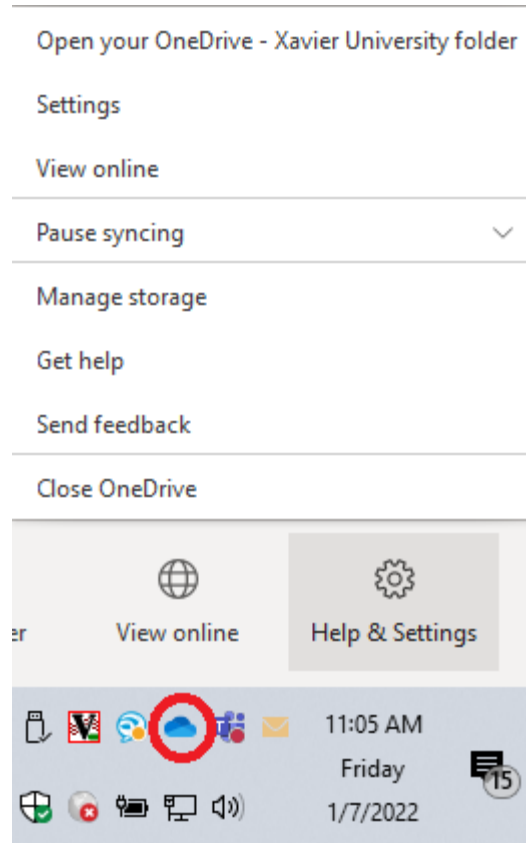 Open your OneDrive - Xavier University folder
Settings
View online
Pause syncing
Manage storage
Get help
Send feedback
Close OneDrive
er
View online
Help & Settings
11:05 AM
Friday
15
1/7/2022